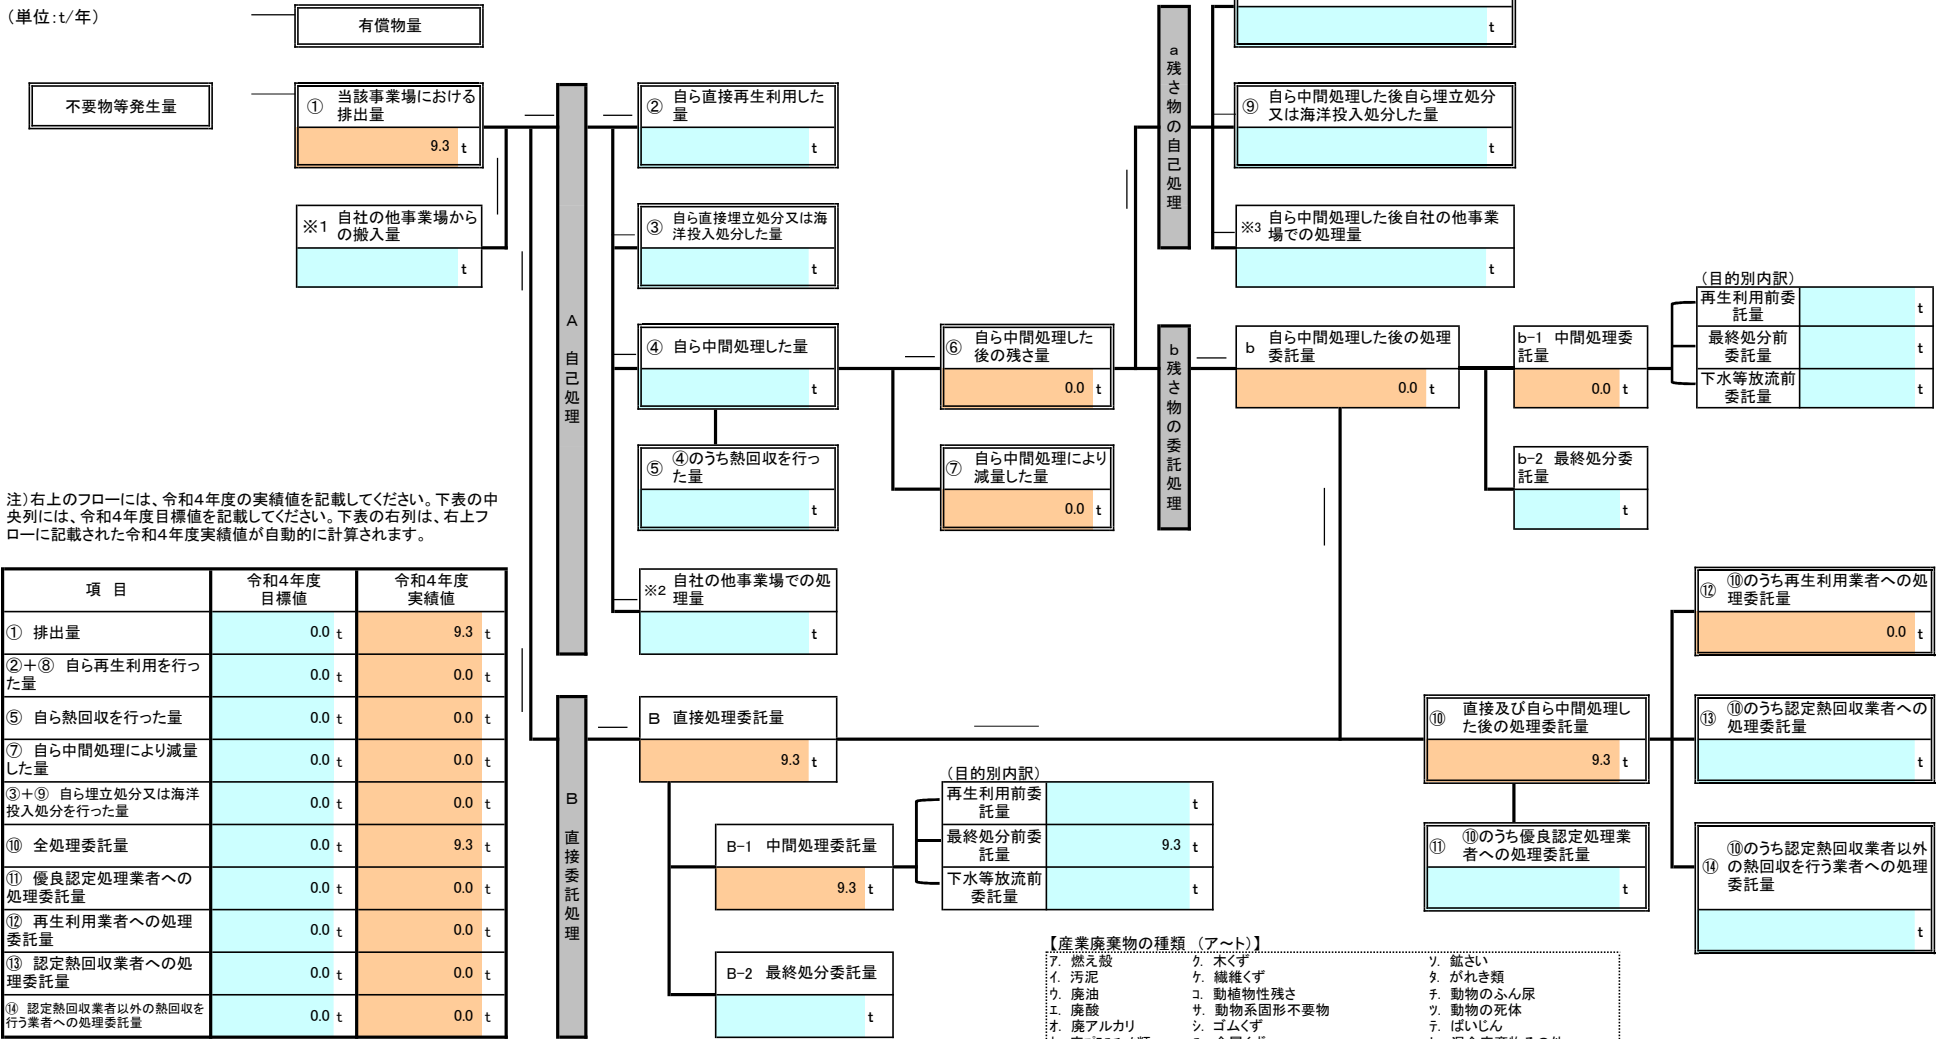 (単位:t/年)
有償物量
t
不要物等発生量
① 当該事業場における
排出量
9.3 t
※1 自社の他事業場から
の搬入量
t
A 自己処理
② 自ら直接再生利用した
量
t
③ 自ら直接埋立処分又は海
洋投入処分した量
t
④ 自ら中間処理した量
t
⑤ ④のうち熱回収を行っ
た量
t
※2 自社の他事業場での処
理量
t
⑥ 自ら中間処理した
後の残さ量
0.0 t
⑦ 自ら中間処理により
減量した量
0.0 t
a 残さ物の自己処理
⑨ 自ら中間処理した後自ら埋立処分
又は海洋投入処分した量
t
※3 自ら中間処理した後自社の他事業
場での処理量
t
b 残さ物の委託処理
b 自ら中間処理した後の処理
委託量
0.0 t
b-1 中間処理委
託量
0.0 t
b-2 最終処分委
託量
t
(目的別内訳)
再生利用前委
託量
t
最終処分前
委託量
t
下水等放流前
委託量
t
注)右上のフローには、令和4年度の実績値を記載してください。下表の中
央列には、令和4年度目標値を記載してください。下表の右列は、右上フ
ローに記載された令和4年度実績値が自動的に計算されます。
項 目
令和4年度
目標値
令和4年度
実績値
① 排出量 0.0 t 9.3 t
②+⑧ 自ら再生利用を行っ
た量
0.0 t 0.0 t
⑤ 自ら熱回収を行った量 0.0 t 0.0 t
⑦ 自ら中間処理により減量
した量
0.0 t 0.0 t
③+⑨ 自ら埋立処分又は海洋
投入処分を行った量
0.0 t 0.0 t
⑩ 全処理委託量 0.0 t 9.3 t
⑪ 優良認定処理業者への
処理委託量
0.0 t 0.0 t
⑫ 再生利用業者への処理
委託量
0.0 t 0.0 t
⑬ 認定熱回収業者への処
理委託量
0.0 t 0.0 t
⑭ 認定熱回収業者以外の熱回収を
行う業者への処理委託量
0.0 t 0.0 t
B 直接委託処理
B 直接処理委託量
9.3 t
B-1 中間処理委託量
9.3 t
B-2 最終処分委託量
t
(目的別内訳)
再生利用前委
託量
t
最終処分前委
託量
9.3 t
下水等放流前
委託量
t
⑩ 直接及び自ら中間処理し
た後の処理委託量
9.3 t
⑪ ⑩のうち優良認定処理業
者への処理委託量
t
⑫ ⑩のうち再生利用業者への処
理委託量
0.0 t
⑬ ⑩のうち認定熱回収業者への
処理委託量
t
⑭ ⑩のうち認定熱回収業者以外
の熱回収を行う業者への処理
委託量
t
【産業廃棄物の種類 (ア~ト)】
ア. 燃え殻 ク. 木くず ソ. 鉱さい
イ. 汚泥 ケ. 繊維くず タ. がれき類
ウ. 廃油 コ. 動植物性残さ チ. 動物のふん尿
エ. 廃酸 サ. 動物系固形不要物 ツ. 動物の死体
オ. 廃アルカリ シ. ゴムくず テ. ばいじん